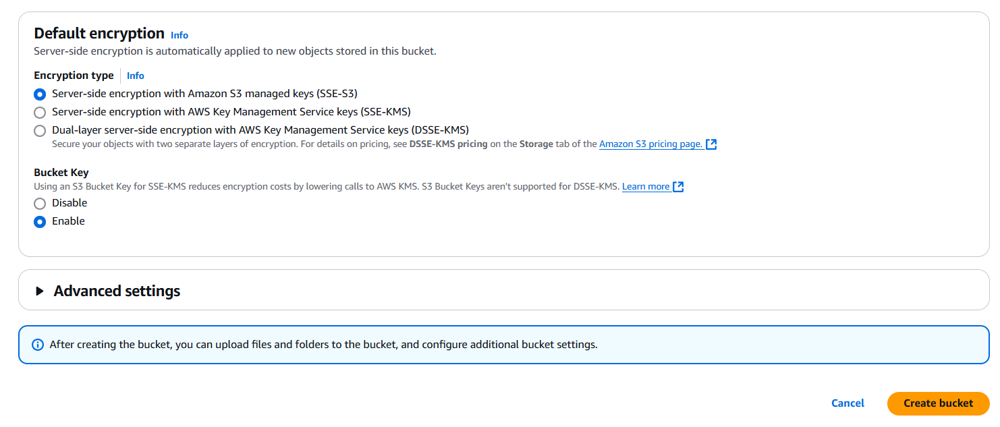 Default encryption Info
Server-side encryption is automatically applied to new objects stored in this bucket.
Encryption type Info
Server-side encryption with Amazon S3 managed keys (SSE-S3)
Server-side encryption with AWS Key Management Service keys (SSE-KMS)
Dual-layer server-side encryption with AWS Key Management Service keys (DSSE-KMS)
Secure your objects with two separate layers of encryption. For details on pricing, see DSSE-KMS pricing on the Storage tab of the Amazon S3 pricing page.
Bucket Key
Using an S3 Bucket Key for SSE-KMS reduces encryption costs by lowering calls to AWS KMS. S3 Bucket Keys aren't supported for DSSE-KMS. Learn more
Disable
Enable
Advanced settings
After creating the bucket, you can upload files and folders to the bucket, and configure additional bucket settings.
Cancel Create bucket